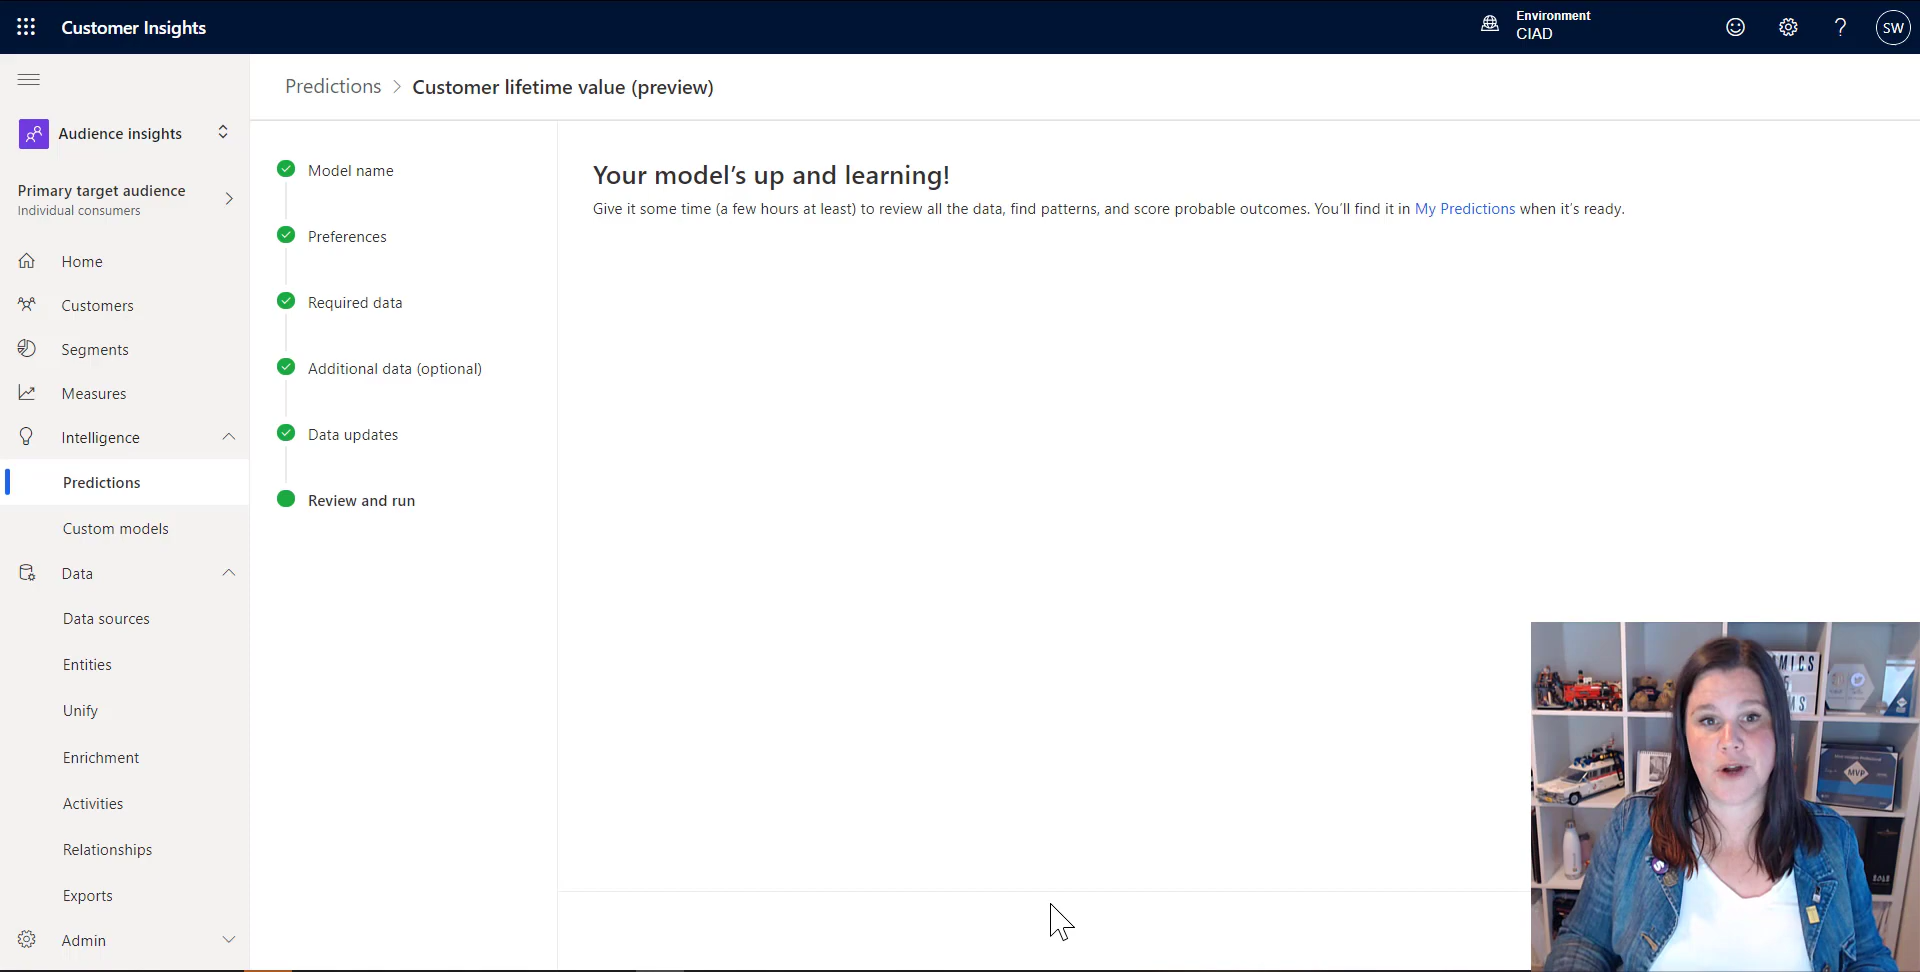 Customer Insights
Environment
CIAD
SW
Audience insights
Primary target audience
Individual consumers
Home
Customers
Segments
Measures
Intelligence
Predictions
Custom models
Data
Data sources
Entities
Unify
Enrichment
Activities
Relationships
Exports
Admin
Predictions > Customer lifetime value (preview)
Model name
Preferences
Required data
Additional data (optional)
Data updates
Review and run
Your model’s up and learning!
Give it some time (a few hours at least) to review all the data, find patterns, and score probable outcomes. You’ll find it in My Predictions when it’s ready.
MVP